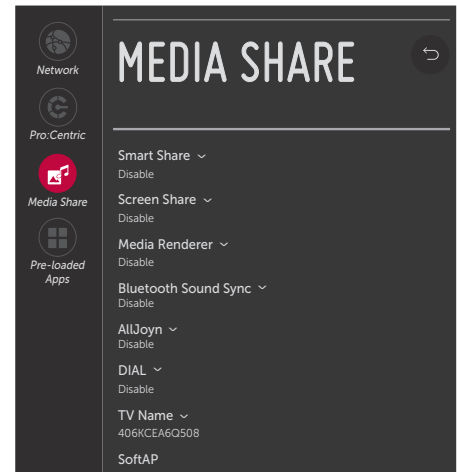 Network
Pro:Centric
Media Share
Pre-loaded
Apps
MEDIA SHARE
Smart Share
Disable
Screen Share
Disable
Media Renderer
Disable
Bluetooth Sound Sync
Disable
AllJoyn
Disable
DIAL
Disable
TV Name
406KCEA6Q508
SoftAP